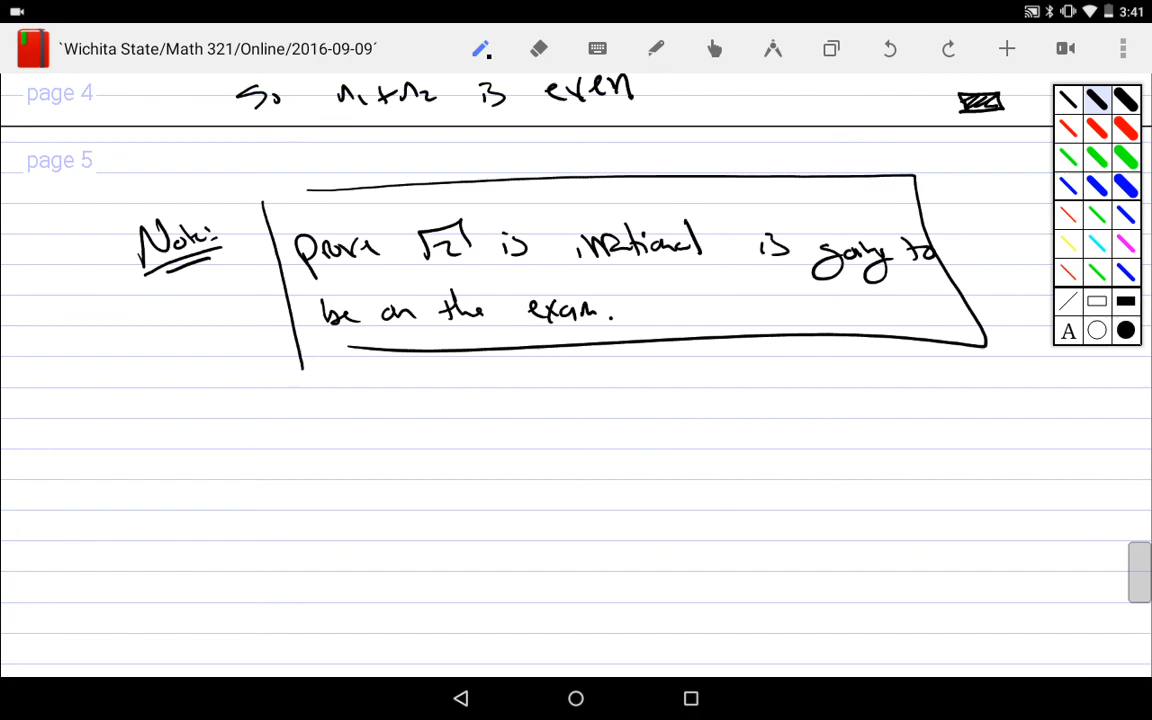 3:41
`Wichita State/Math 321/Online/2016-09-09´
page 4
So n₁+n₂ is even
page 5
Note: prove √2 is irrational is going to
be on the exam.
A